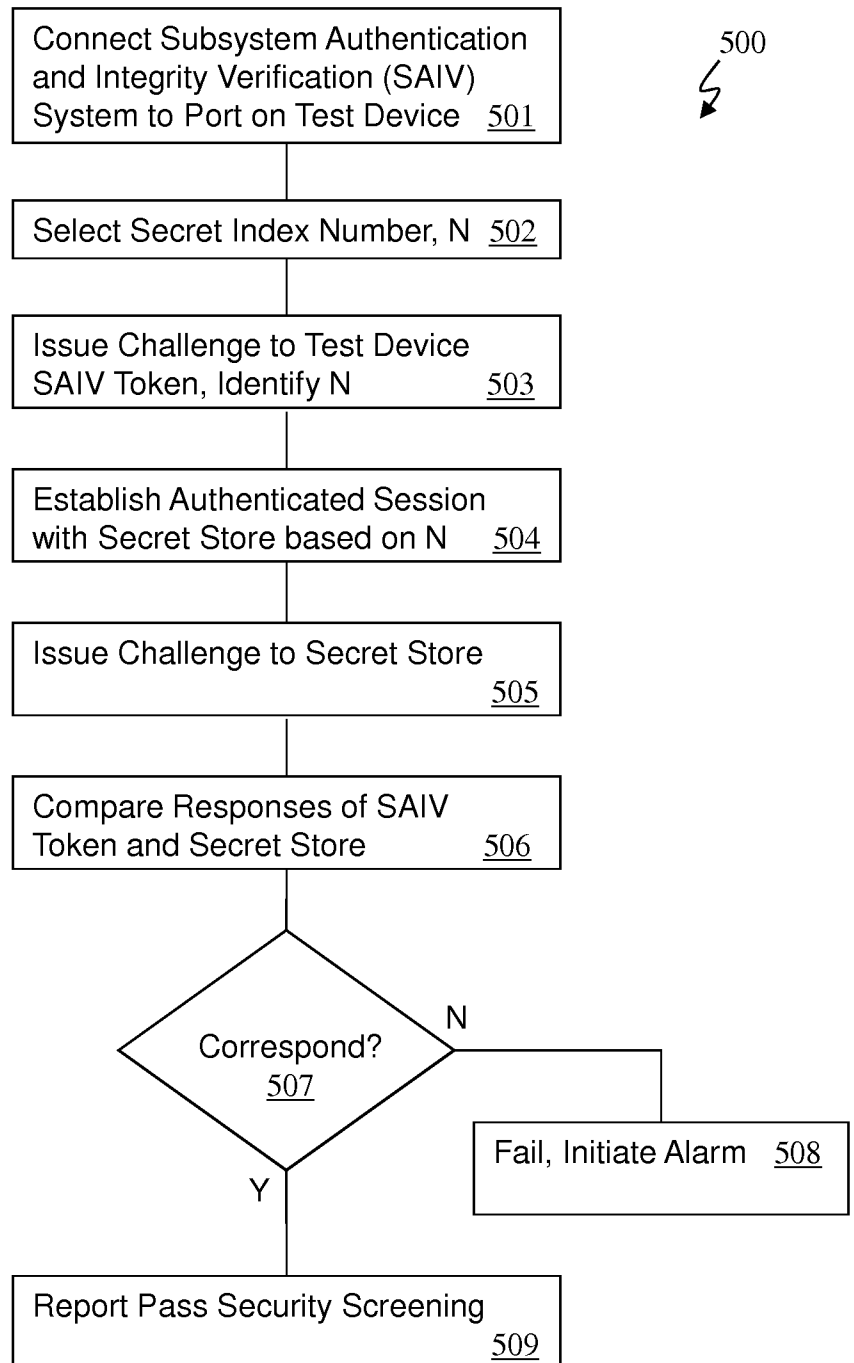 Connect Subsystem Authentication
and Integrity Verification (SAIV)
System to Port on Test Device 501
500
Select Secret Index Number, N 502
Issue Challenge to Test Device
SAIV Token, Identify N 503
Establish Authenticated Session
with Secret Store based on N 504
Issue Challenge to Secret Store
505
Compare Responses of SAIV
Token and Secret Store 506
Correspond?
507
N
Fail, Initiate Alarm 508
Y
Report Pass Security Screening
509